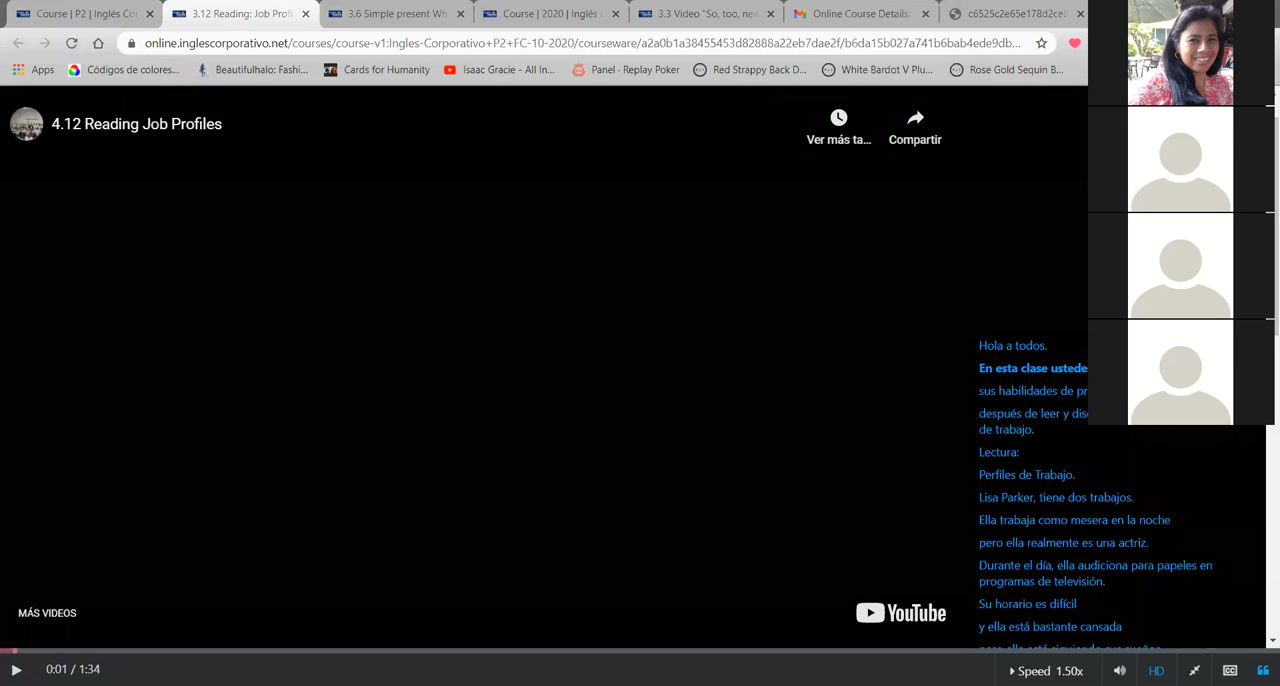 Course | P2 | Inglés Co
3.12 Reading: Job Profi
3.6 Simple present Wh
Course | 2020 | Inglés
3.3 Video "So, too, nee
Online Course Details:
c6525c2e65e178d2ce
online.inglescorporativo.net/courses/course-v1:Ingles-Corporativo+P2+FC-10-2020/courseware/a2a0b1a38455453d82888a22eb7dae2f/b6da15b027a741b6bab4ede9db...
Apps
Códigos de colores...
Beautifulhalo: Fashi...
Cards for Humanity
Isaac Gracie - All In...
Panel · Replay Poker
Red Strappy Back D...
White Bardot V Plu...
Rose Gold Sequin B...
4.12 Reading Job Profiles
Ver más ta...
Compartir
Hola a todos.
En esta clase ustede
sus habilidades de pr
después de leer y dis
de trabajo.
Lectura:
Perfiles de Trabajo.
Lisa Parker, tiene dos trabajos.
Ella trabaja como mesera en la noche
pero ella realmente es una actriz.
Durante el día, ella audiciona para papeles en
programas de televisión.
Su horario es difícil
y ella está bastante cansada
MÁS VIDEOS
YouTube
0:01 / 1:34
Speed 1.50x
HD
CC